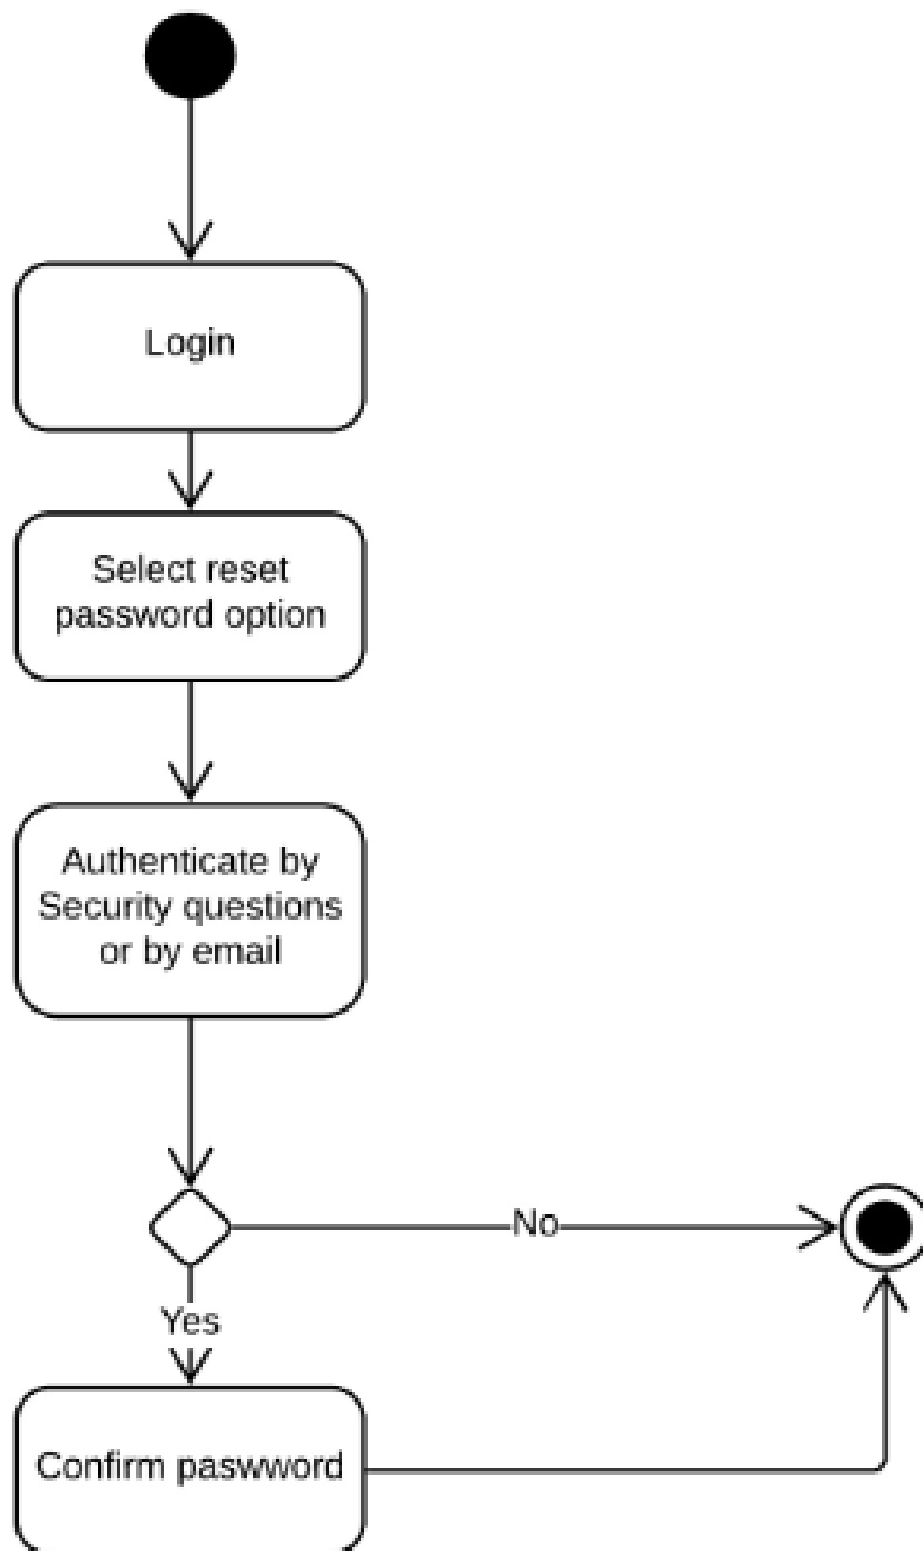 Login
Select reset
password option
Authenticate by
Security questions
or by email
No
Yes
Confirm paswword